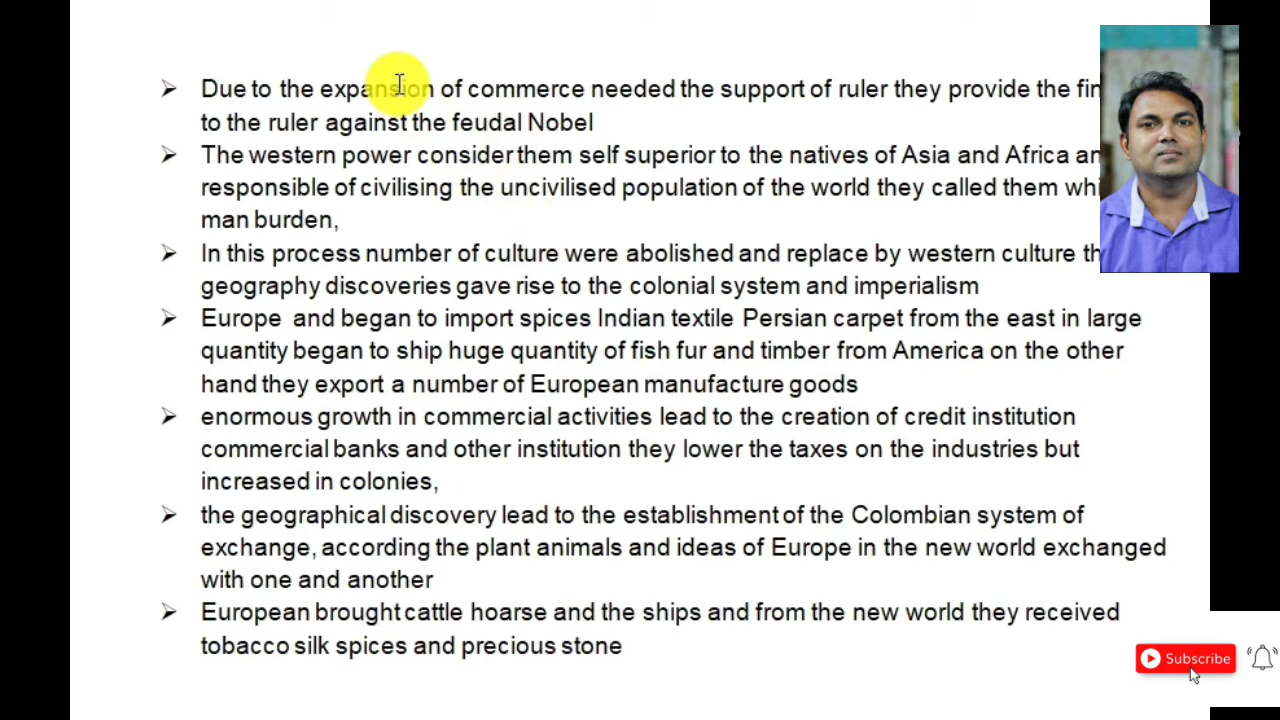 Due to the expansion of commerce needed the support of ruler they provide the
to the ruler against the feudal Nobel
The western power consider them self superior to the natives of Asia and Africa
responsible of civilising the uncivilised population of the world they called them
man burden,
In this process number of culture were abolished and replace by western culture
geography discoveries gave rise to the colonial system and imperialism
Europe and began to import spices Indian textile Persian carpet from the east in large
quantity began to ship huge quantity of fish fur and timber from America on the other
hand they export a number of European manufacture goods
enormous growth in commercial activities lead to the creation of credit institution
commercial banks and other institution they lower the taxes on the industries but
increased in colonies,
the geographical discovery lead to the establishment of the Colombian system of
exchange, according the plant animals and ideas of Europe in the new world exchanged
with one and another
European brought cattle hoarse and the ships and from the new world they received
tobacco silk spices and precious stone
Subscribe